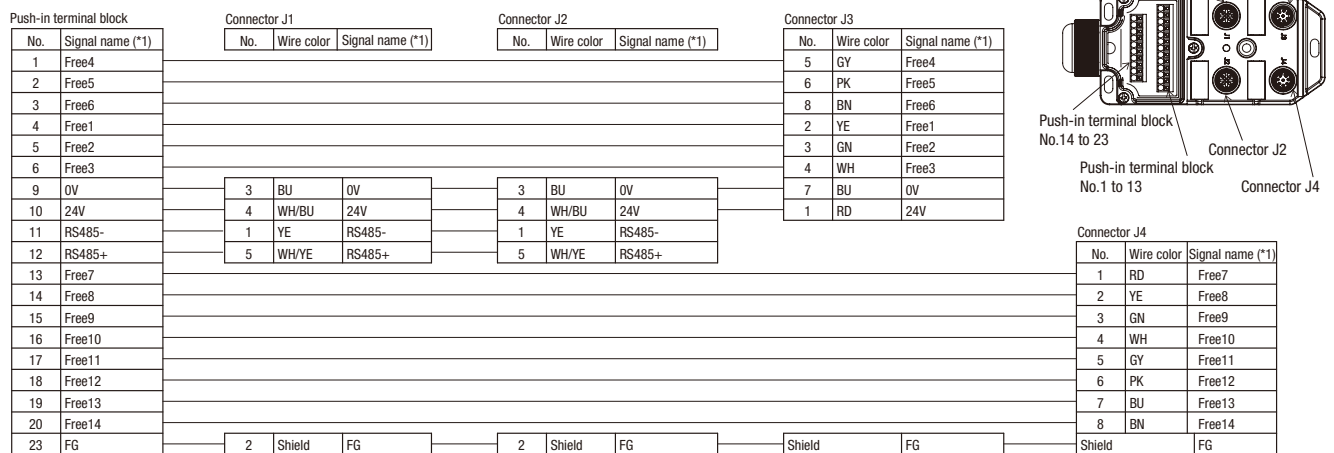 Push-in terminal block Connector J1 Connector J2 Connector J3
No. Signal name (*1) No. Wire color Signal name (*1) No. Wire color Signal name (*1) No. Wire color Signal name (*1)
1 Free4 5 GY Free4
2 Free5 6 PK Free5
3 Free6 8 BN Free6
4 Free1 2 YE Free1
5 Free2 3 GN Free2
6 Free3 4 WH Free3
9 0V 3 BU 0V 3 BU 0V 7 BU 0V
10 24V 4 WH/BU 24V 4 WH/BU 24V 1 RD 24V
11 RS485- 1 YE RS485- 1 YE RS485-
12 RS485+ 5 WH/YE RS485+ 5 WH/YE RS485+
Push-in terminal block
No.14 to 23
Connector J2
Push-in terminal block
No.1 to 13
Connector J4
Connector J4
No. Wire color Signal name (*1)
13 Free7 1 RD Free7
14 Free8 2 YE Free8
15 Free9 3 GN Free9
16 Free10 4 WH Free10
17 Free11 5 GY Free11
18 Free12 6 PK Free12
19 Free13 7 BU Free13
20 Free14 8 BN Free14
23 FG 2 Shield FG 2 Shield FG Shield FG Shield FG